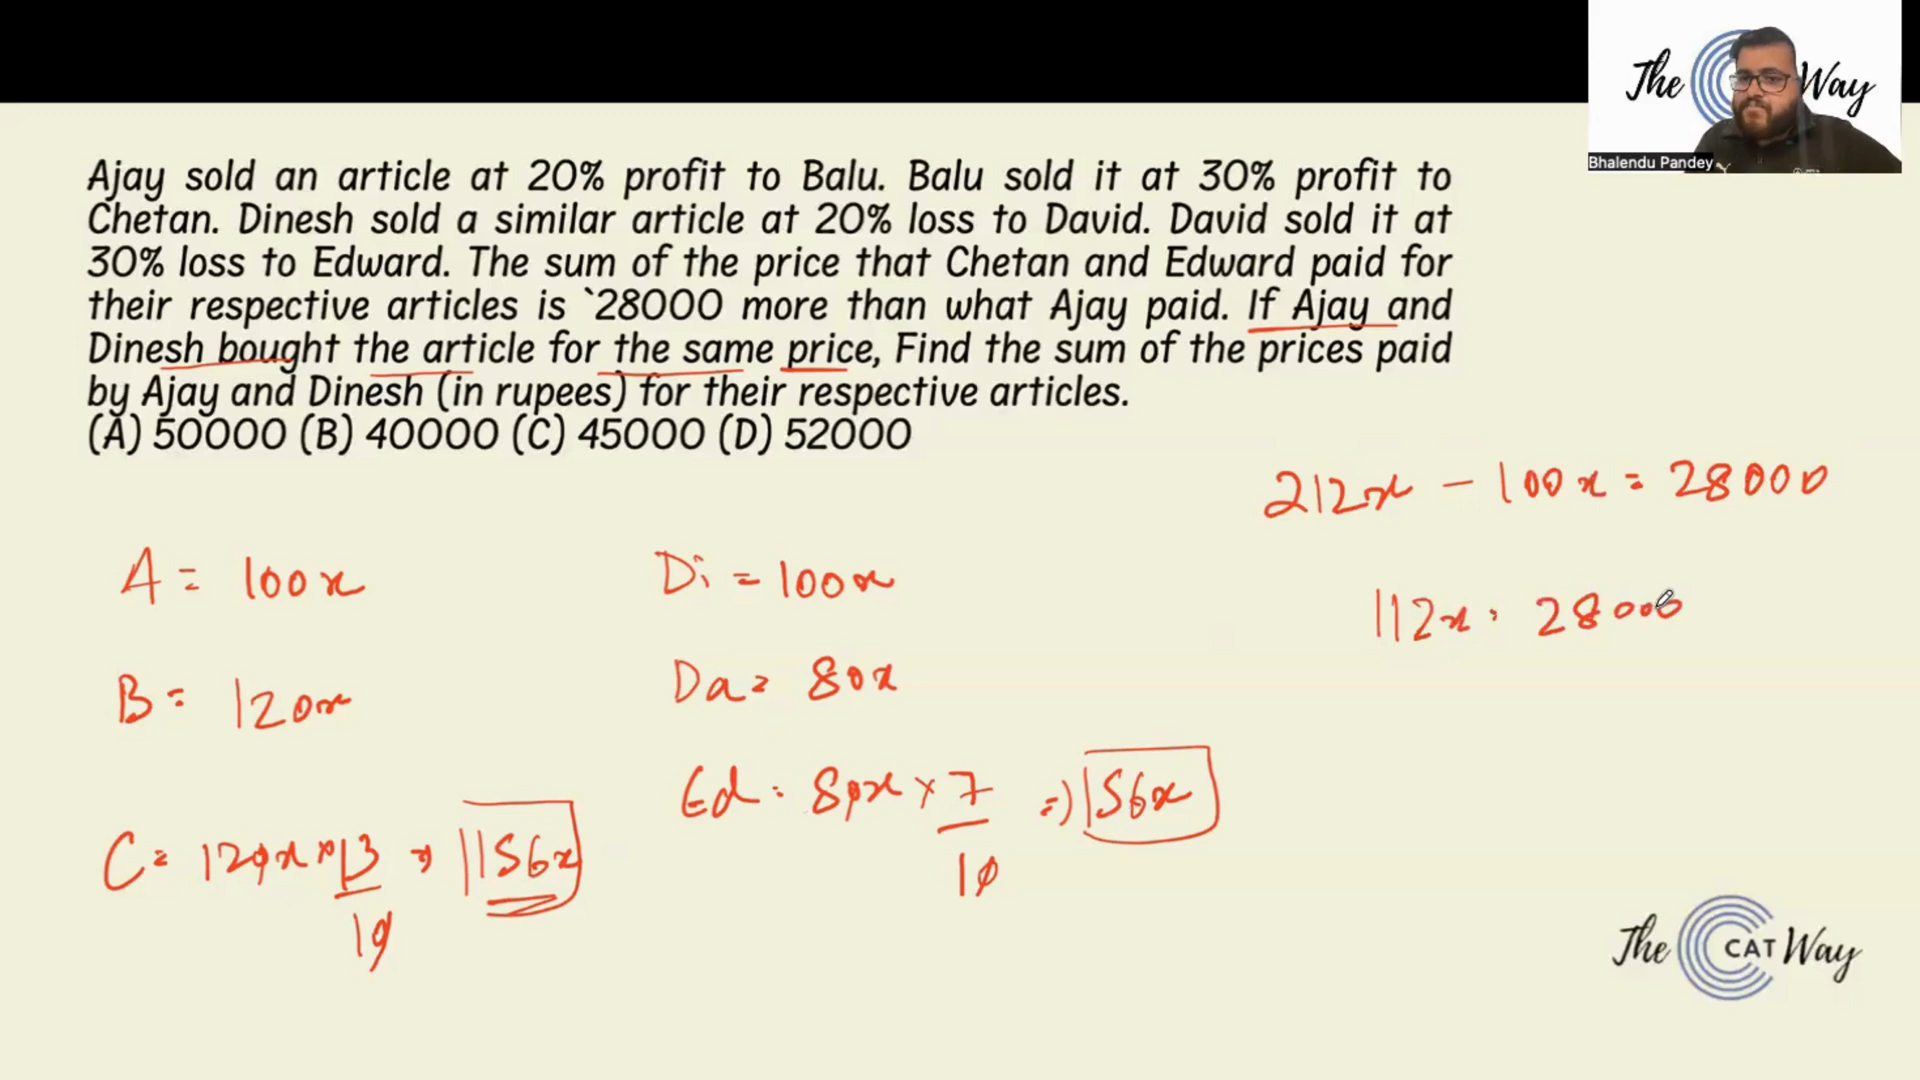 The Way
Bhalendu Pandey
Ajay sold an article at 20% profit to Balu. Balu sold it at 30% profit to
Chetan. Dinesh sold a similar article at 20% loss to David. David sold it at
30% loss to Edward. The sum of the price that Chetan and Edward paid for
their respective articles is `28000 more than what Ajay paid. If Ajay and
Dinesh bought the article for the same price, Find the sum of the prices paid
by Ajay and Dinesh (in rupees) for their respective articles.
(A) 50000 (B) 40000 (C) 45000 (D) 52000
212x - 100x = 28000
A = 100x
Di = 100x
112x = 28000
B = 120x
Da = 80x
Ed = 80x × 7/10 => 56x
C = 120x × 13/10 => 156x
The CAT Way